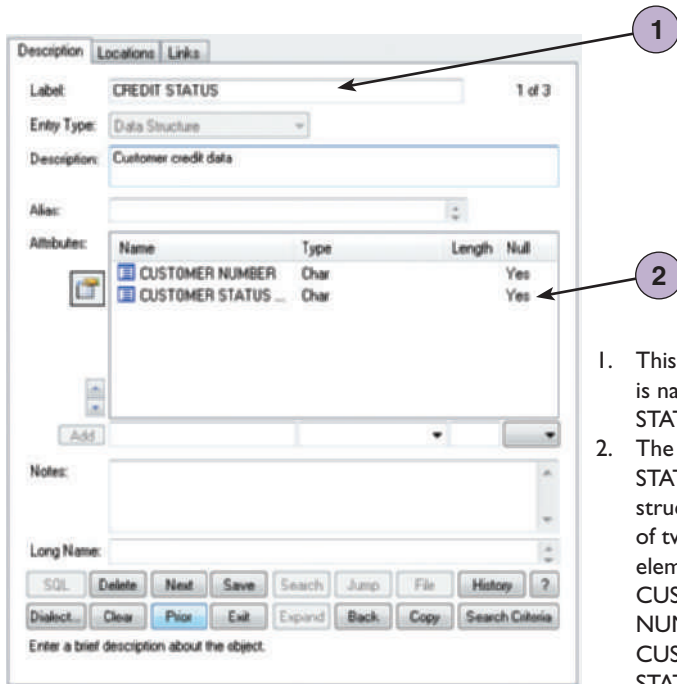 1
Description Locations Links
Label: CREDIT STATUS 1 of 3
Entry Type: Data Structure
Description: Customer credit data
Alias:
Attributes: Name Type Length Null
CUSTOMER NUMBER Char Yes
CUSTOMER STATUS ... Char Yes
2
Add
Notes:
Long Name:
SQL Delete Next Save Search Jump File History ?
Dialect... Clear Prior Exit Expand Back Copy Search Criteria
Enter a brief description about the object.
1. This
is na
STAT
2. The
STAT
struc
of tw
elem
CUS
NUM
CUS
STAT